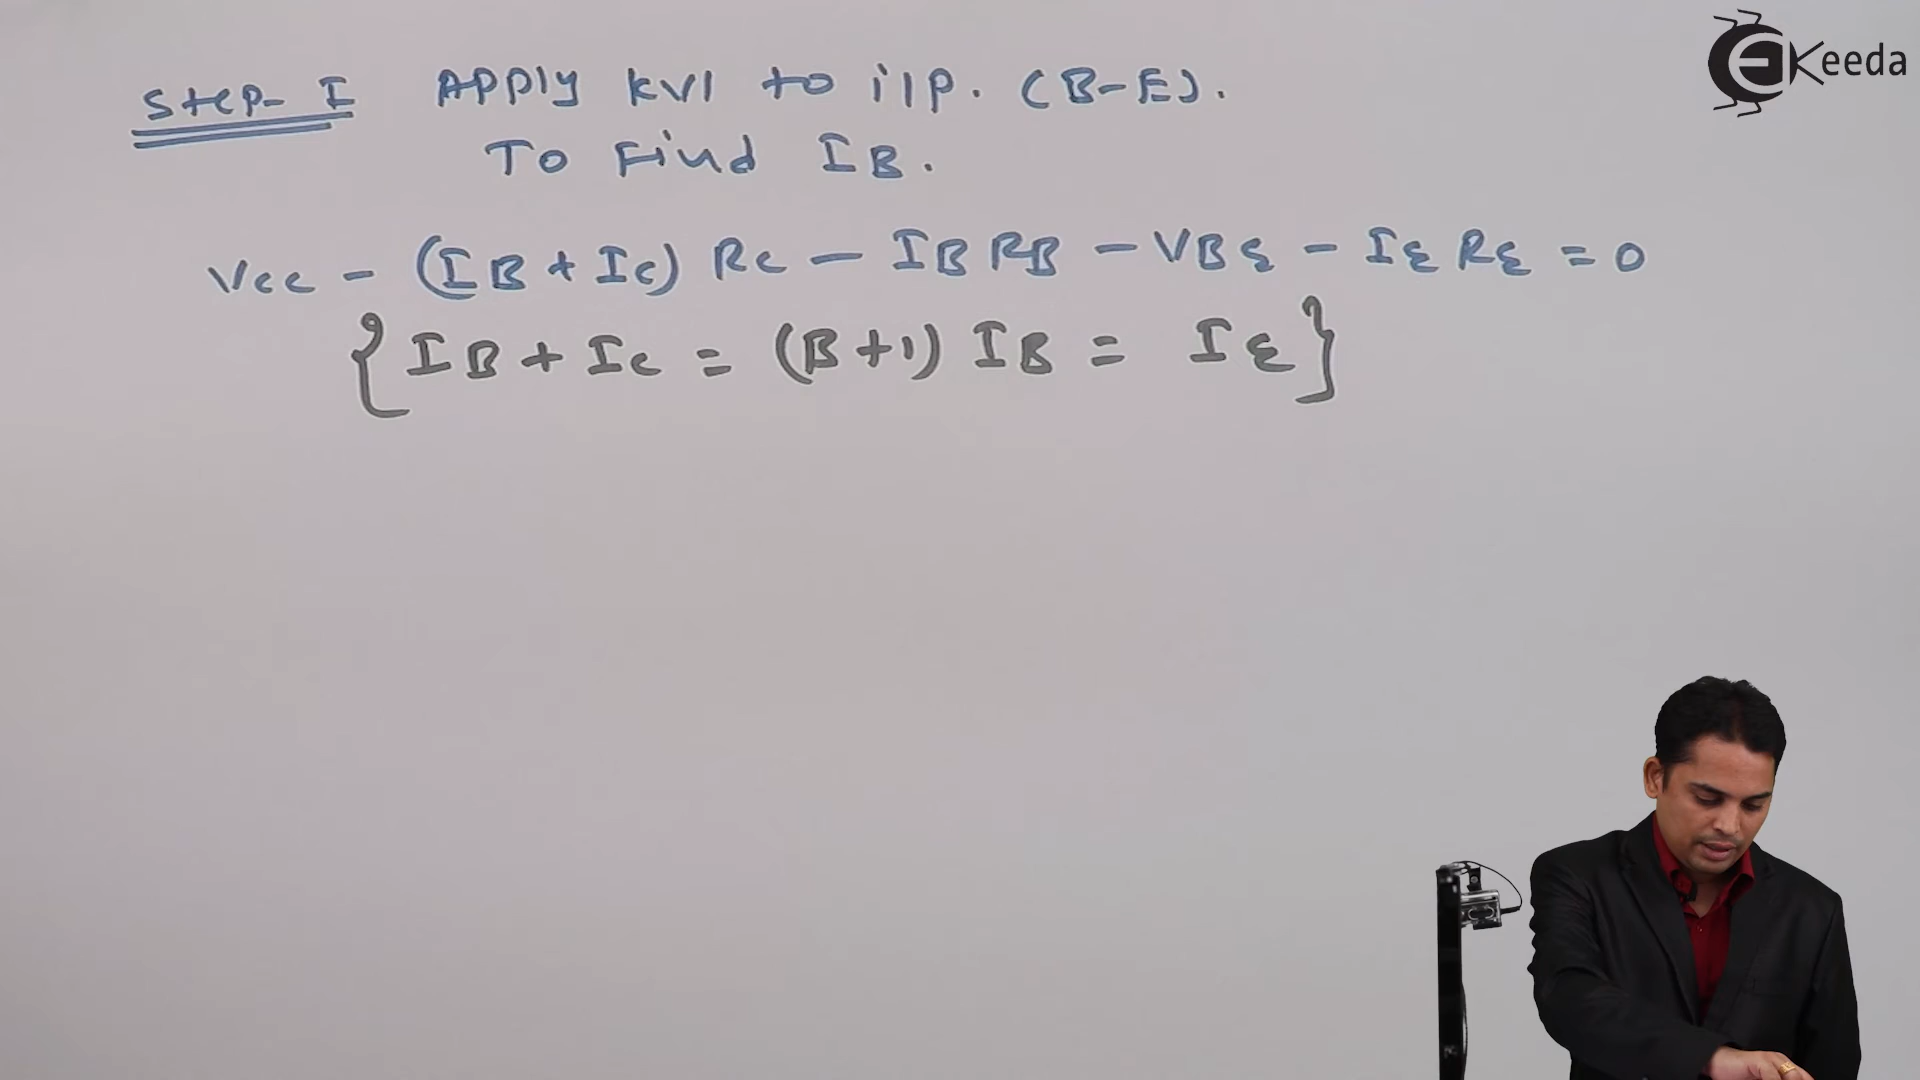 Step-I Apply KVl to i/p. (B-E).
To Find IB.
Vcc - (IB + Ic) Rc - IB RB - VBE - IE RE = 0
{IB + Ic = (B+1) IB = IE}
EKeeda